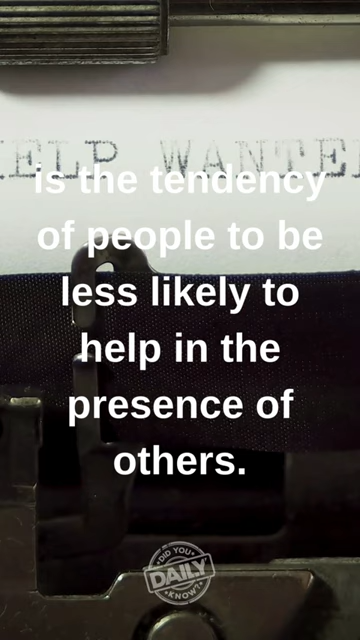 HELP WANTED
is the tendency
of people to be
less likely to
help in the
presence of
others.
DID YOU
DAILY
KNOW?